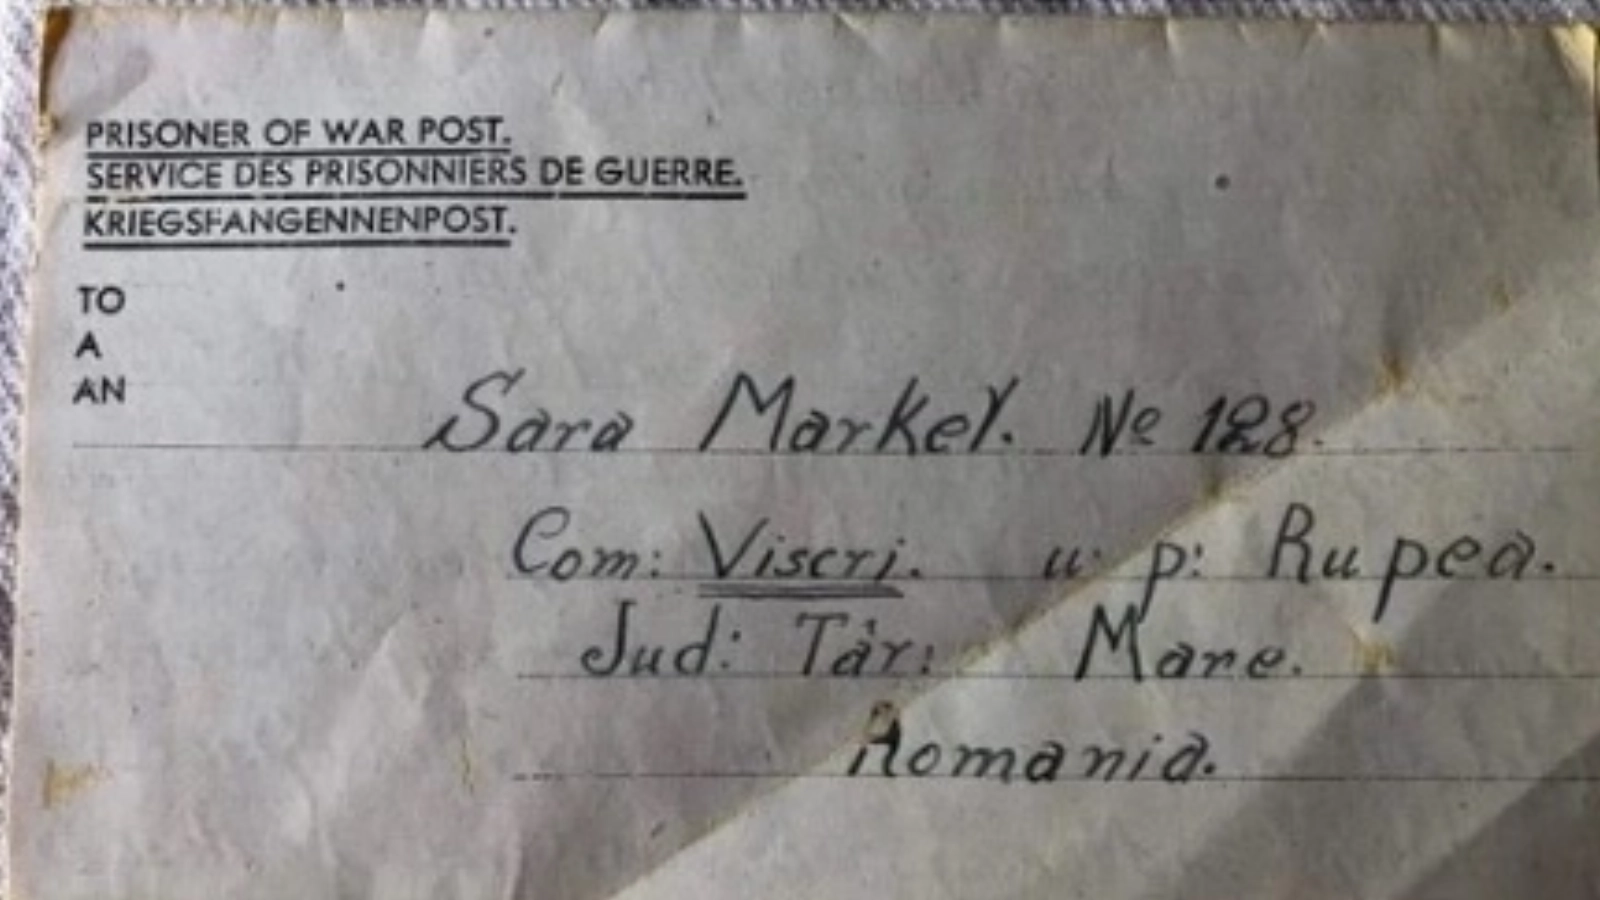 PRISONER OF WAR POST.
SERVICE DES PRISONNIERS DE GUERRE.
KRIEGSFANGENNENPOST.
TO
A
AN
Sara Markel. No 128.
Com: Viscri. u: p: Rupea.
Jud: Târ: Mare.
Romania.